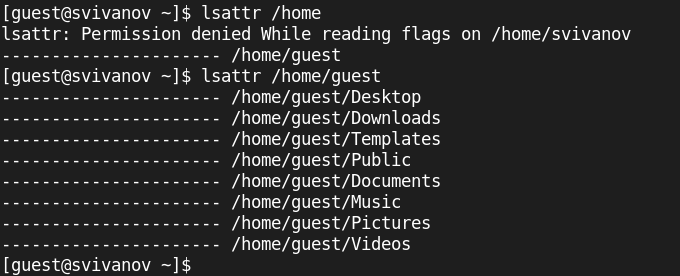 [guest@svivanov ~]$ lsattr /home
lsattr: Permission denied While reading flags on /home/svivanov
---------------------- /home/guest
[guest@svivanov ~]$ lsattr /home/guest
---------------------- /home/guest/Desktop
---------------------- /home/guest/Downloads
---------------------- /home/guest/Templates
---------------------- /home/guest/Public
---------------------- /home/guest/Documents
---------------------- /home/guest/Music
---------------------- /home/guest/Pictures
---------------------- /home/guest/Videos
[guest@svivanov ~]$